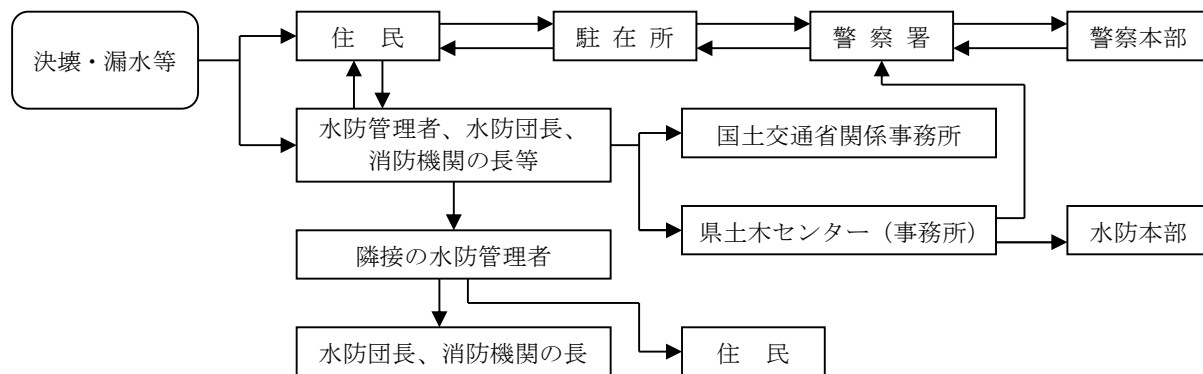 決壊・漏水等
住　民
駐在所
警察署
警察本部
水防管理者、水防団長、
消防機関の長等
国土交通省関係事務所
県土木センター（事務所）
水防本部
隣接の水防管理者
水防団長、消防機関の長
住　民